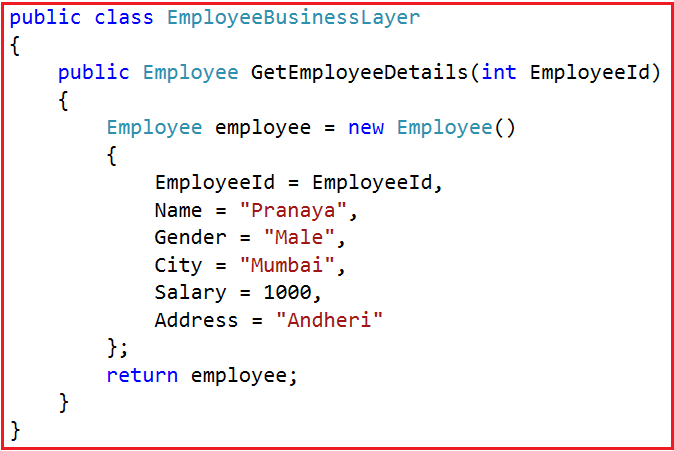 public class EmployeeBusinessLayer
{
    public Employee GetEmployeeDetails(int EmployeeId)
    {
        Employee employee = new Employee()
        {
            EmployeeId = EmployeeId,
            Name = "Pranaya",
            Gender = "Male",
            City = "Mumbai",
            Salary = 1000,
            Address = "Andheri"
        };
        return employee;
    }
}